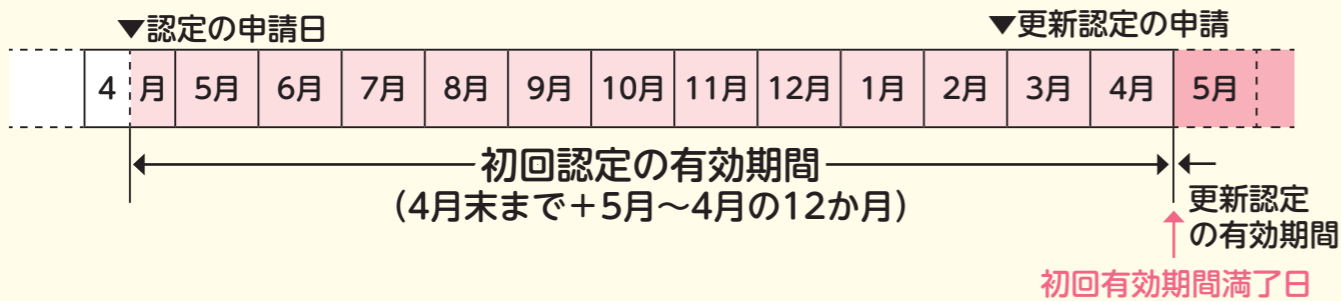 ▼認定の申請日
▼更新認定の申請
4月 5月 6月 7月 8月 9月 10月 11月 12月 1月 2月 3月 4月 5月
初回認定の有効期間
（4月末まで＋5月～4月の12か月）
更新認定
の有効期間
初回有効期間満了日